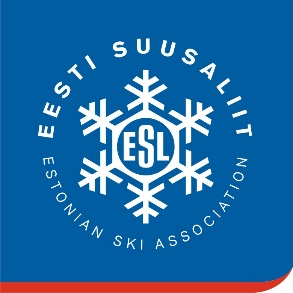 EESTI SUUSALIIT
ESL
ESTONIAN SKI ASSOCIATION